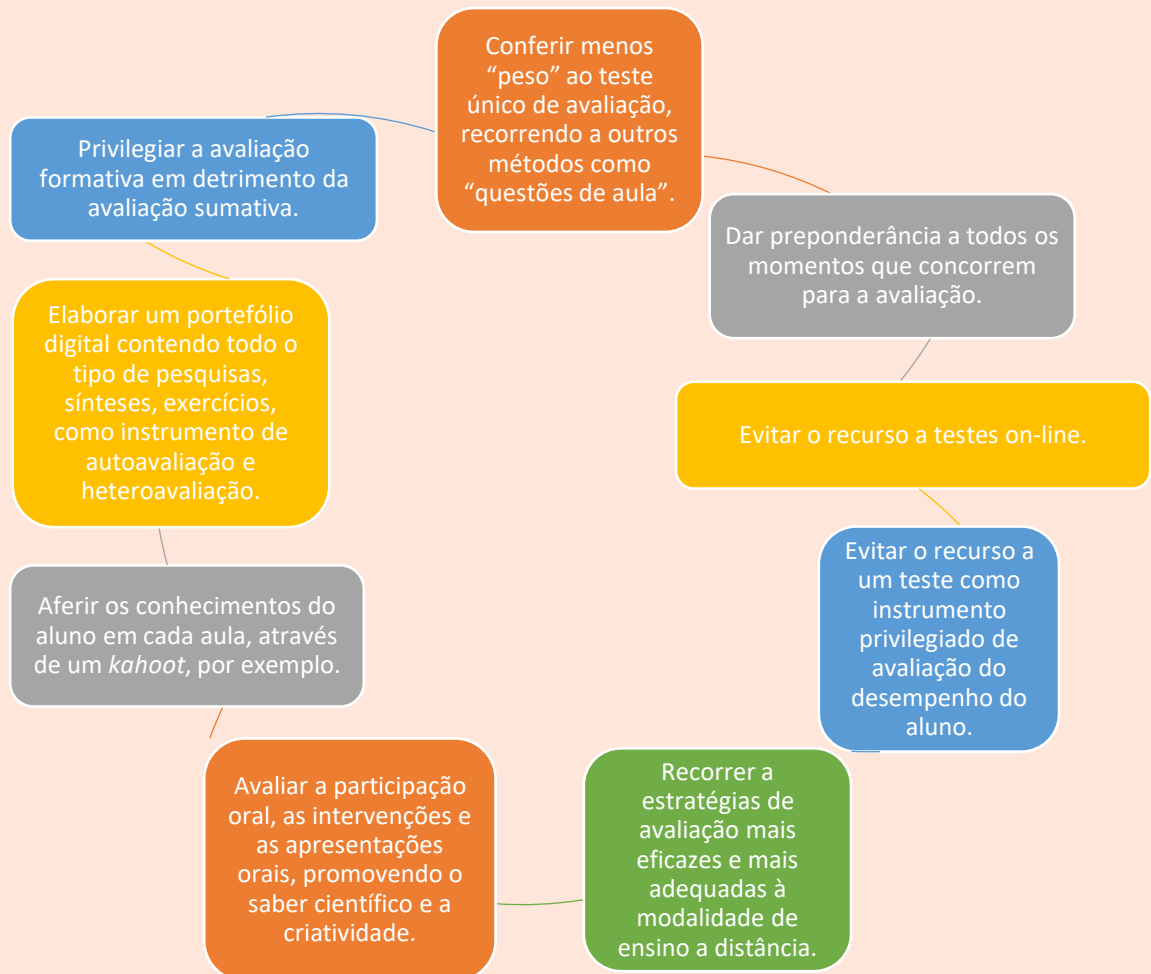 Conferir menos
“peso” ao teste
único de avaliação,
recorrendo a outros
métodos como
“questões de aula”.
Dar preponderância a todos os
momentos que concorrem
para a avaliação.
Evitar o recurso a testes on-line.
Evitar o recurso a
um teste como
instrumento
privilegiado de
avaliação do
desempenho do
aluno.
Recorrer a
estratégias de
avaliação mais
eficazes e mais
adequadas à
modalidade de
ensino a distância.
Avaliar a participação
oral, as intervenções e
as apresentações
orais, promovendo o
saber científico e a
criatividade.
Aferir os conhecimentos do
aluno em cada aula, através
de um kahoot, por exemplo.
Elaborar um portefólio
digital contendo todo o
tipo de pesquisas,
sínteses, exercícios,
como instrumento de
autoavaliação e
heteroavaliação.
Privilegiar a avaliação
formativa em detrimento da
avaliação sumativa.